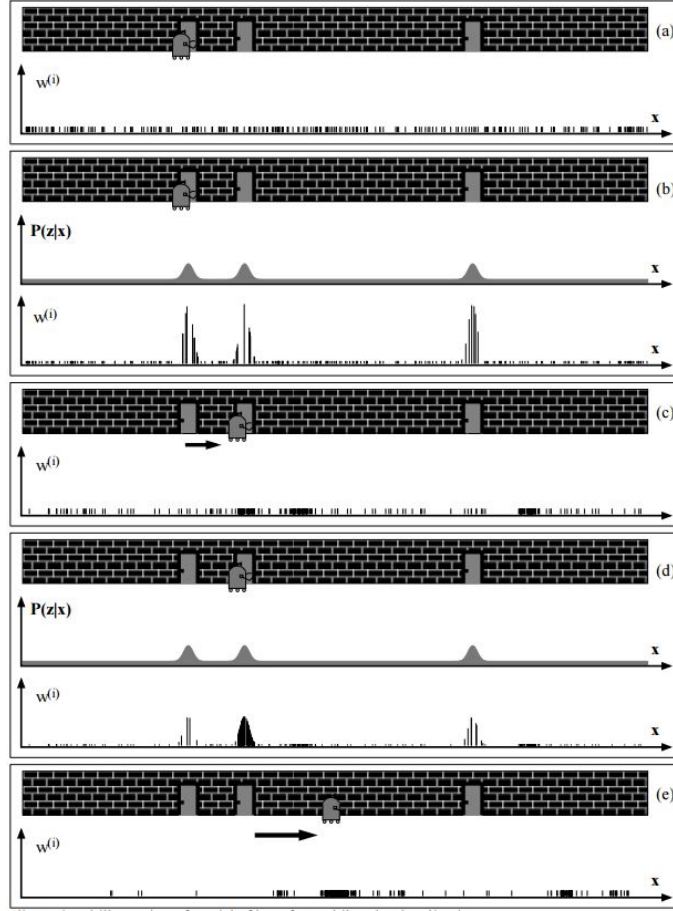 (a)
w(i)
x
(b)
P(z|x)
x
w(i)
x
(c)
w(i)
x
(d)
P(z|x)
x
w(i)
x
(e)
w(i)
x